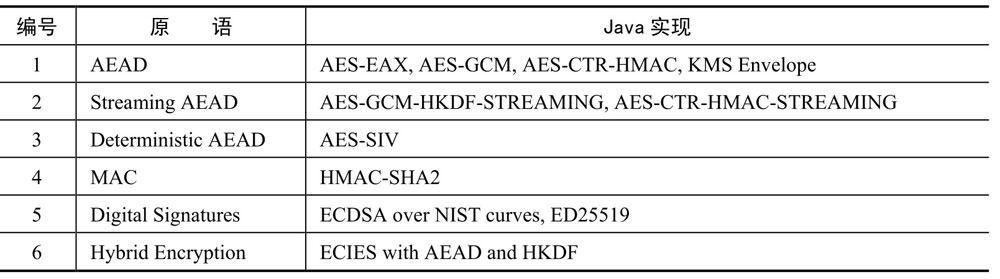 编号 原 语 Java 实现
1 AEAD AES-EAX, AES-GCM, AES-CTR-HMAC, KMS Envelope
2 Streaming AEAD AES-GCM-HKDF-STREAMING, AES-CTR-HMAC-STREAMING
3 Deterministic AEAD AES-SIV
4 MAC HMAC-SHA2
5 Digital Signatures ECDSA over NIST curves, ED25519
6 Hybrid Encryption ECIES with AEAD and HKDF